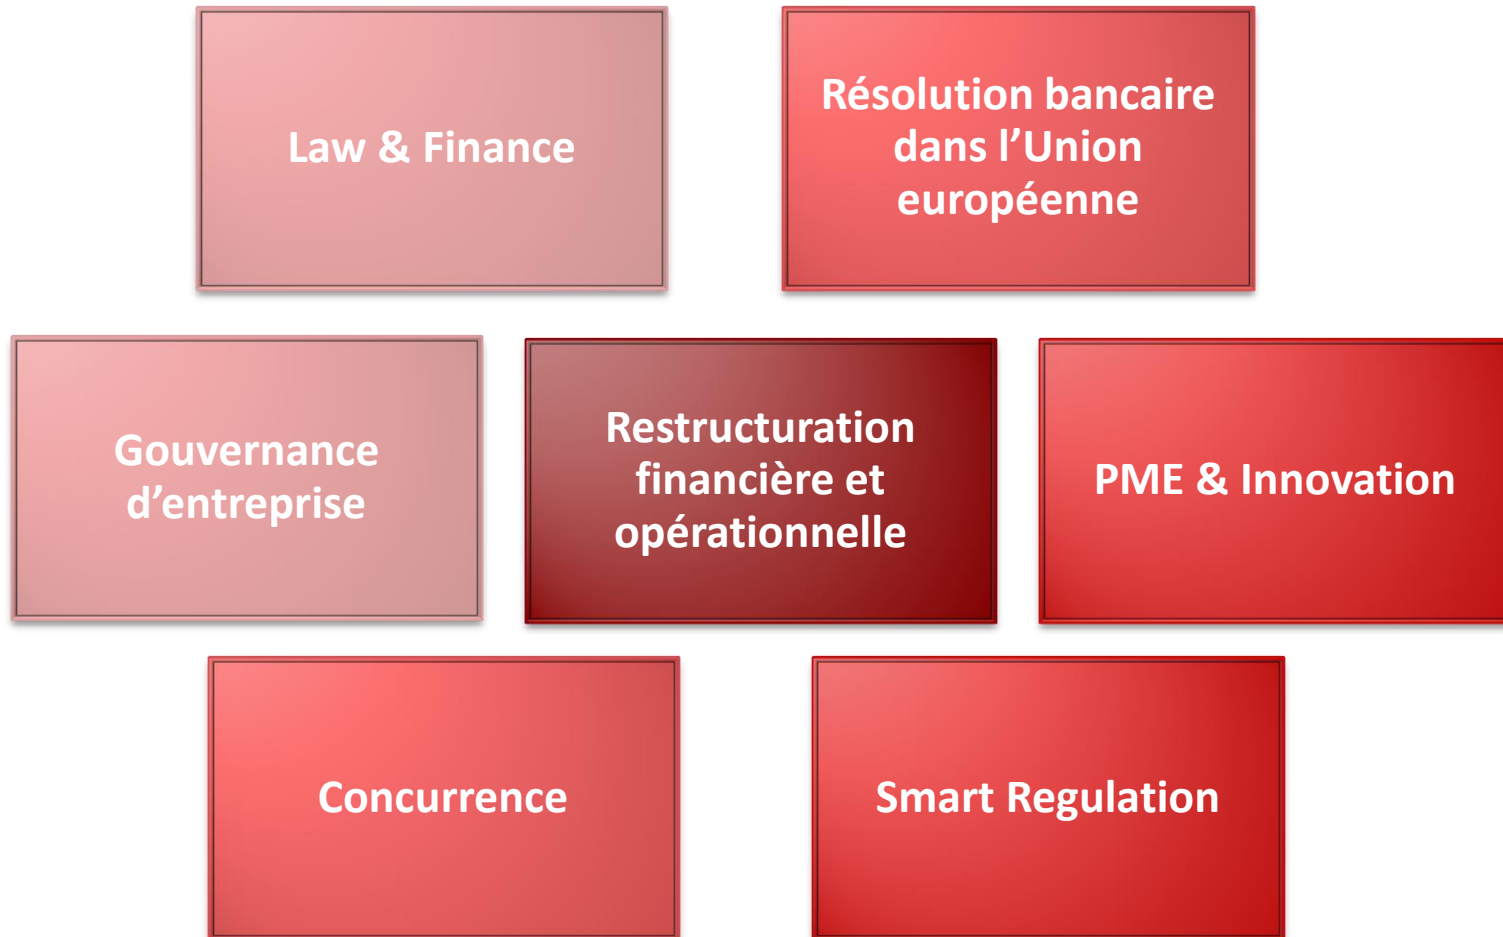 Law & Finance
Résolution bancaire
dans l’Union
européenne
Gouvernance
d’entreprise
Restructuration
financière et
opérationnelle
PME & Innovation
Concurrence
Smart Regulation